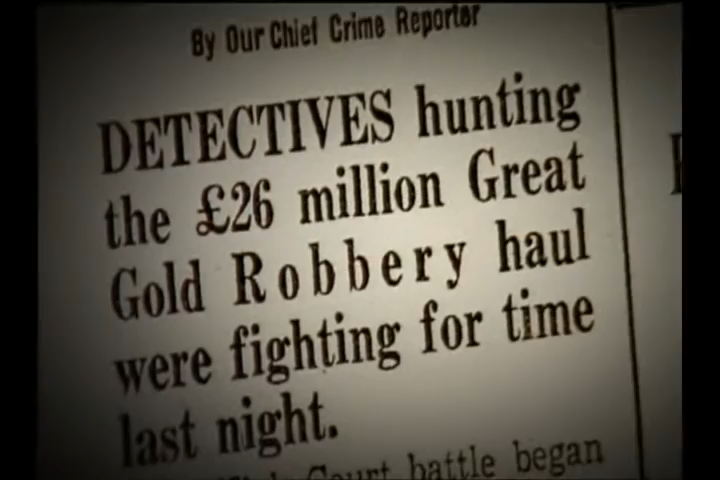 By Our Chief Crime Reporter
DETECTIVES hunting
the £26 million Great
Gold Robbery haul
were fighting for time
last night.
Court battle began